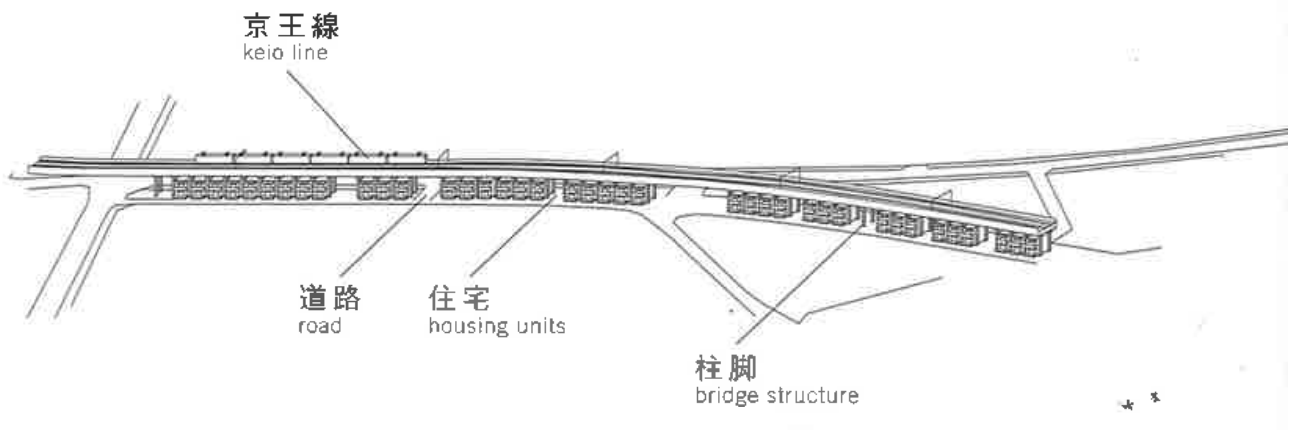 京王線
keio line
道路
road
住宅
housing units
柱脚
bridge structure